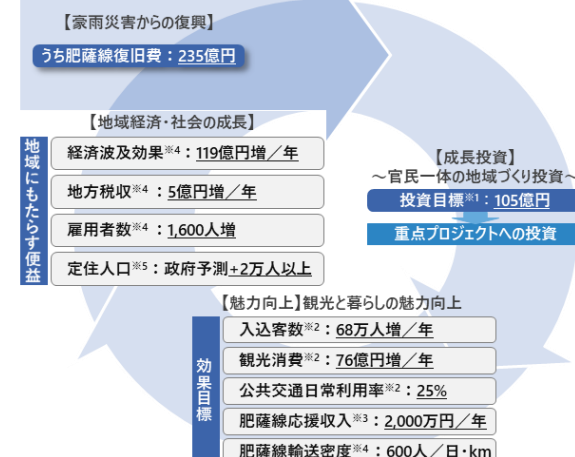 【豪雨災害からの復興】
うち肥薩線復旧費：235億円
【地域経済・社会の成長】
地域にもたらす便益
経済波及効果※4：119億円増／年
地方税収※4：5億円増／年
雇用者数※4：1,600人増
定住人口※5：政府予測+2万人以上
【成長投資】
～官民一体の地域づくり投資～
投資目標※1：105億円
重点プロジェクトへの投資
【魅力向上】観光と暮らしの魅力向上
効果目標
入込客数※2：68万人増／年
観光消費※2：76億円増／年
公共交通日常利用率※2：25%
肥薩線応援収入※3：2,000万円／年
肥薩線輸送密度※4：600人／日・km